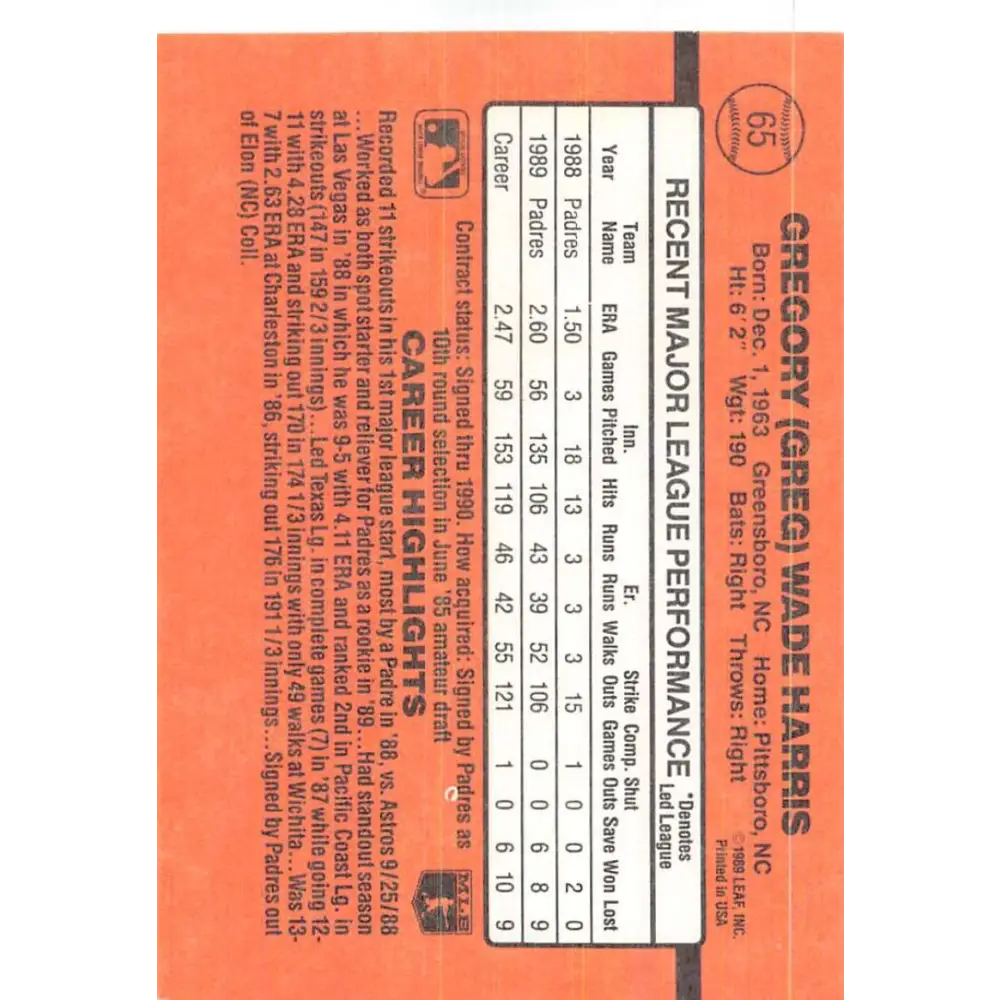 65
GREGORY (GREG) WADE HARRIS
Born: Dec. 1, 1963 Greensboro, NC Home: Pittsboro, NC
Ht: 6'2" Wgt: 190 Bats: Right Throws: Right
© 1989 LEAF, INC.
Printed in USA
RECENT MAJOR LEAGUE PERFORMANCE
*Denotes
Led League
Team Inn. Er. Strike Comp. Shut
Year Name ERA Games Pitched Hits Runs Runs Walks Outs Games Outs Save Won Lost
1988 Padres 1.50 3 18 13 3 3 3 15 1 0 0 2 0
1989 Padres 2.60 56 135 106 43 39 52 106 0 0 6 8 9
Career 2.47 59 153 119 46 42 55 121 1 0 6 10 9
Contract status: Signed thru 1990. How acquired: Signed by Padres as
10th round selection in June '85 amateur draft
MLB
CAREER HIGHLIGHTS
Recorded 11 strikeouts in his 1st major league start, most by a Padre in '88, vs. Astros 9/25/88
...Worked as both spot starter and reliever for Padres as a rookie in '89...Had standout season
at Las Vegas in '88 in which he was 9-5 with 4.11 ERA and ranked 2nd in Pacific Coast Lg. in
strikeouts (147 in 159 2/3 innings)...Led Texas Lg. in complete games (7) in '87 while going 12-
11 with 4.28 ERA and striking out 170 in 174 1/3 innings with only 49 walks at Wichita...Was 13-
7 with 2.63 ERA at Charleston in '86, striking out 176 in 191 1/3 innings...Signed by Padres out
of Elon (NC) Coll.